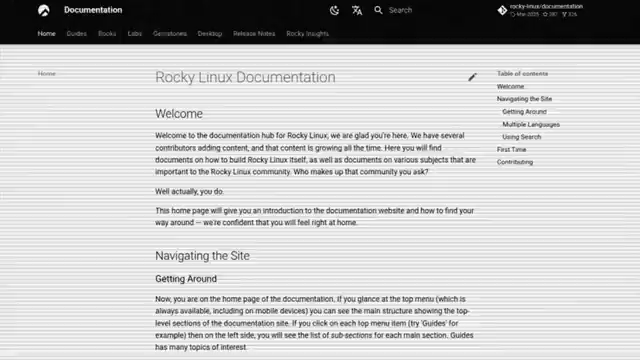 Documentation
Search
rocky-linux/documentation
Home Guides Books Labs Gemstones Desktop Release Notes Rocky Insights
Home
Rocky Linux Documentation
Table of contents
Welcome
Navigating the Site
Getting Around
Multiple Languages
Using Search
First Time
Contributing
Welcome
Welcome to the documentation hub for Rocky Linux; we are glad you're here. We have several
contributors adding content, and that content is growing all the time. Here you will find
documents on how to build Rocky Linux itself, as well as documents on various subjects that are
important to the Rocky Linux community. Who makes up that community you ask?
Well actually, you do.
This home page will give you an introduction to the documentation website and how to find your
way around — we're confident that you will feel right at home.
Navigating the Site
Getting Around
Now, you are on the home page of the documentation. If you glance at the top menu (which is
always available, including on mobile devices) you can see the main structure showing the top-
level sections of the documentation site. If you click on each top menu item (try 'Guides' for
example) then on the left side, you will see the list of sub-sections for each main section. Guides
has many topics of interest.